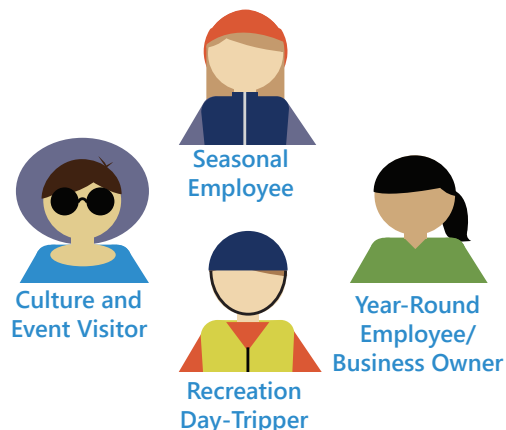 Seasonal
Employee
Culture and
Event Visitor
Year-Round
Employee/
Business Owner
Recreation
Day-Tripper